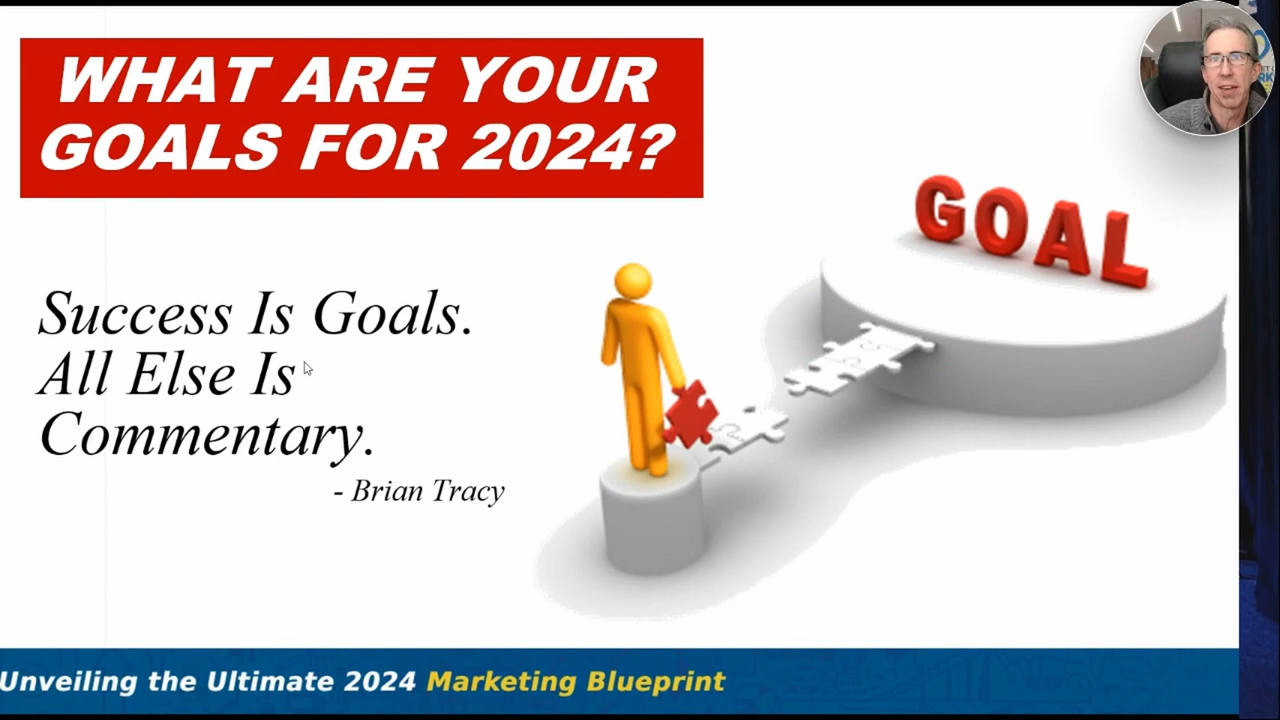 WHAT ARE YOUR
GOALS FOR 2024?
GOAL
Success Is Goals.
All Else Is
Commentary.
- Brian Tracy
Unveiling the Ultimate 2024 Marketing Blueprint